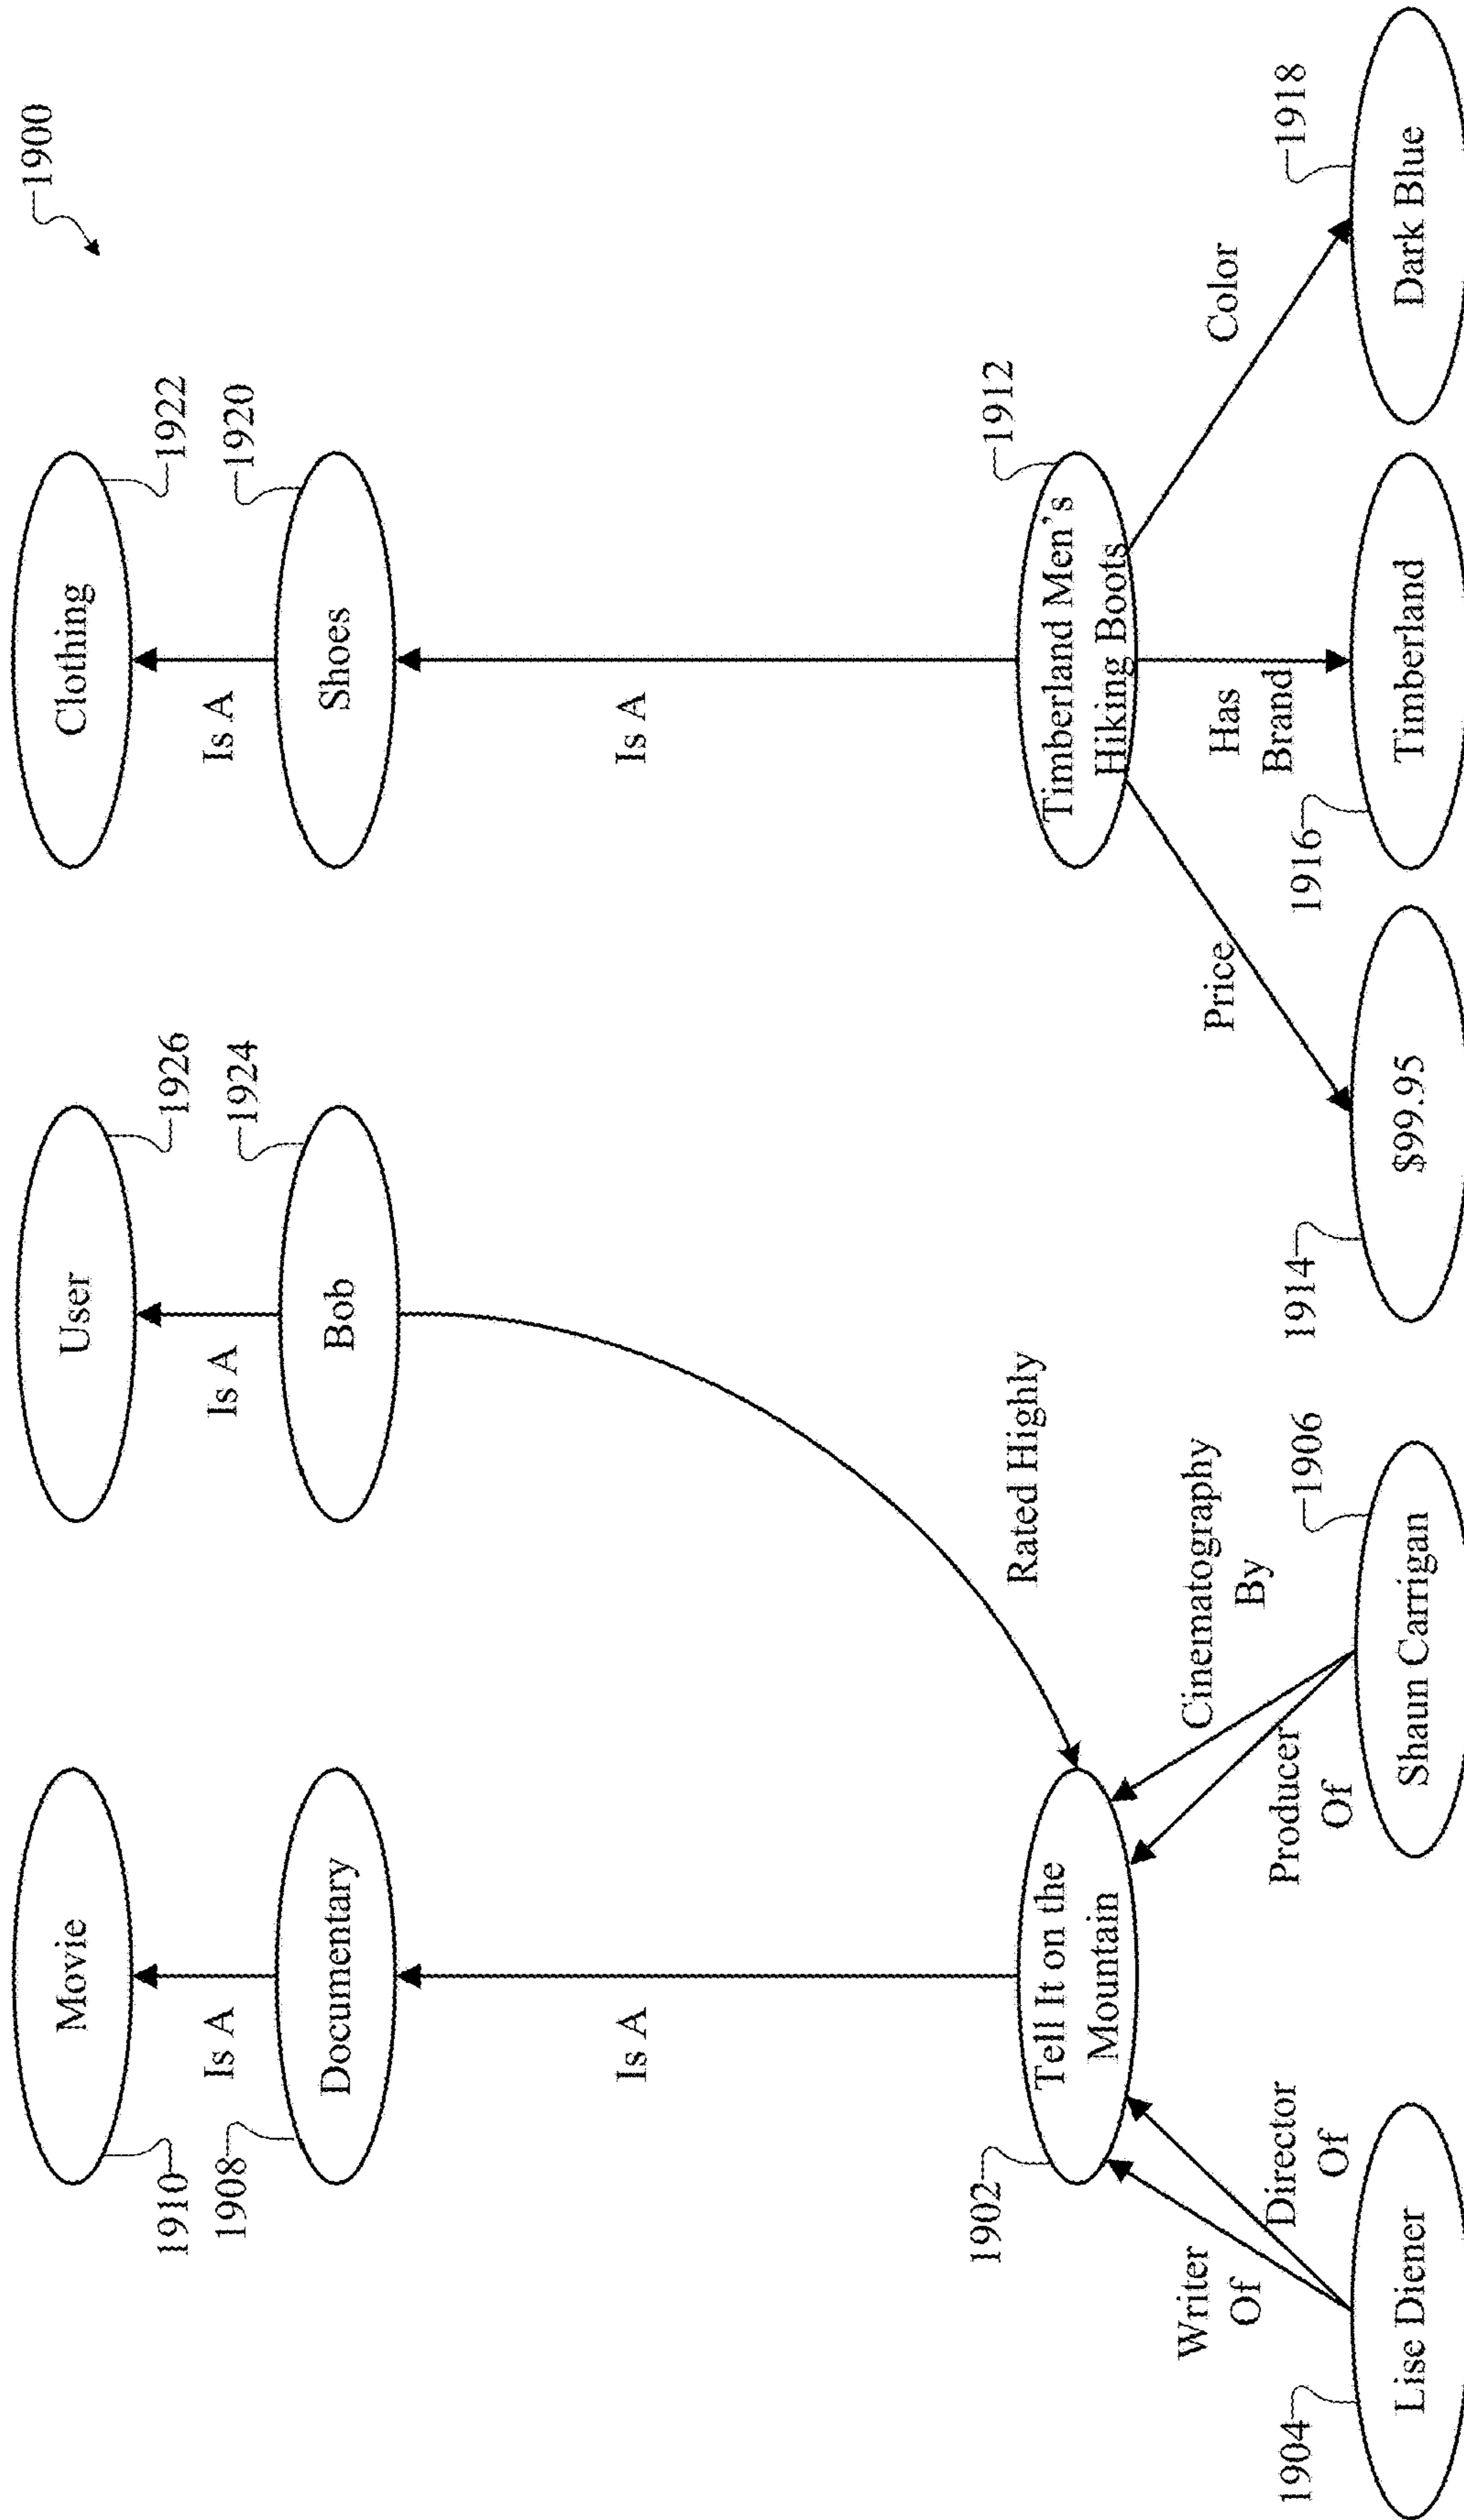 1900
Movie
User
Clothing
1910
Is A
1926
Is A
1922
Is A
1908
Documentary
1924
Bob
1920
Shoes
Is A
Is A
Rated Highly
1902
Tell It on the
Mountain
1912
Timberland Men's
Hiking Boots
Writer
Of
Director
Of
Producer
Of
Cinematography
By
Price
Has
Brand
Color
1904
1906
1914
1916
1918
Lise Diener
Shaun Carrigan
$99.95
Timberland
Dark Blue